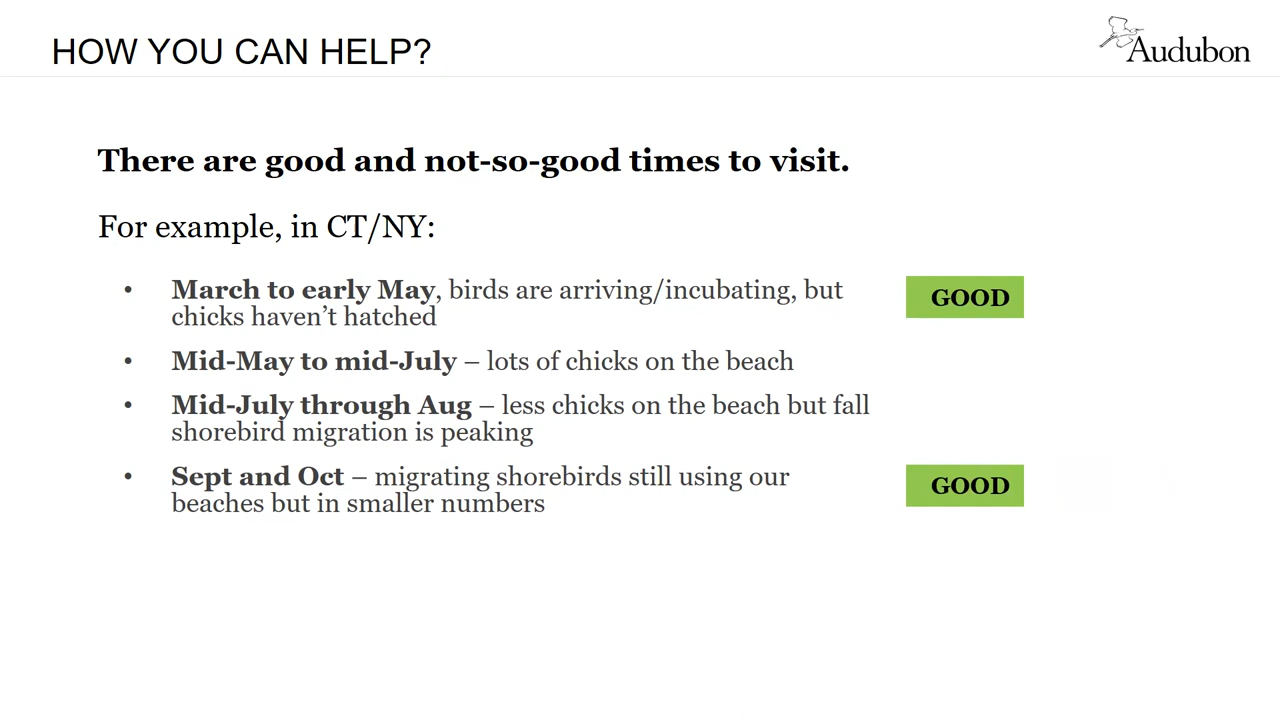 HOW YOU CAN HELP?
Audubon
There are good and not-so-good times to visit.
For example, in CT/NY:
• March to early May, birds are arriving/incubating, but
chicks haven’t hatched
GOOD
• Mid-May to mid-July – lots of chicks on the beach
• Mid-July through Aug – less chicks on the beach but fall
shorebird migration is peaking
• Sept and Oct – migrating shorebirds still using our
beaches but in smaller numbers
GOOD